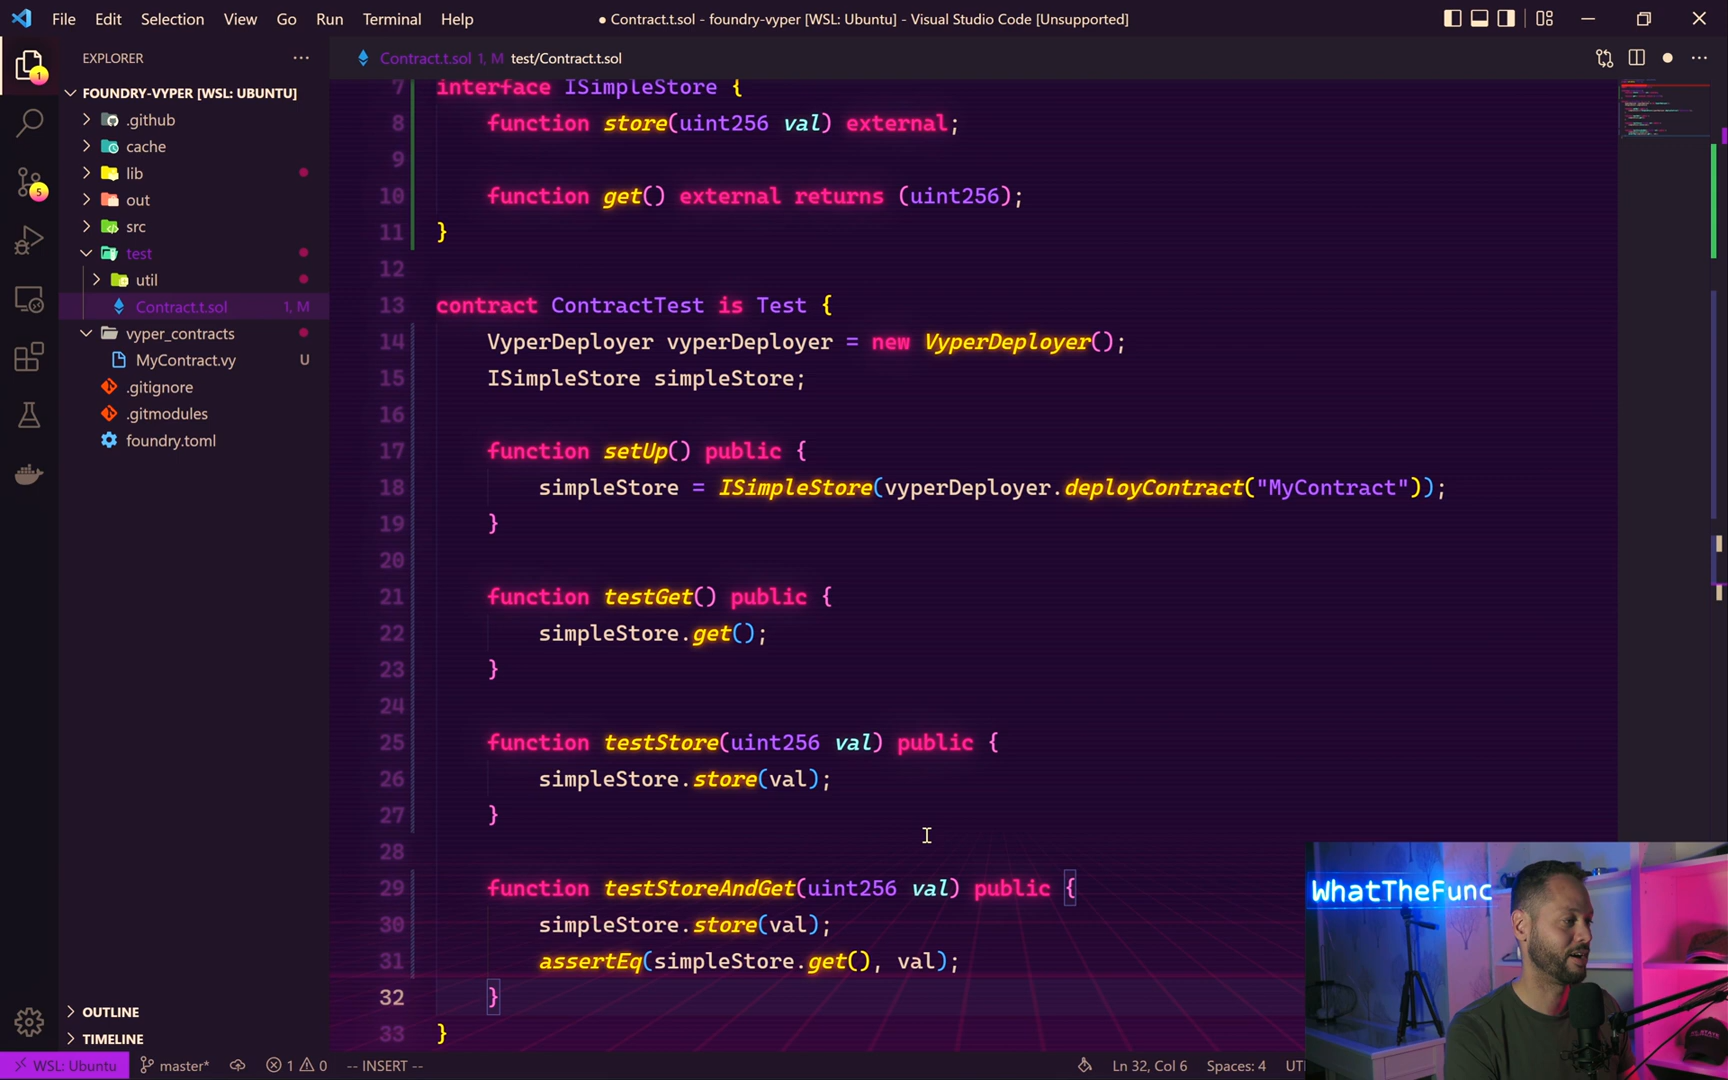 File Edit Selection View Go Run Terminal Help
● Contract.t.sol - foundry-vyper [WSL: Ubuntu] - Visual Studio Code [Unsupported]
EXPLORER
Contract.t.sol 1, M test/Contract.t.sol
FOUNDRY-VYPER [WSL: UBUNTU]
.github
cache
lib
out
src
test
util
Contract.t.sol 1, M
vyper_contracts
MyContract.vy U
.gitignore
.gitmodules
foundry.toml
OUTLINE
TIMELINE
1
5
7 interface ISimpleStore {
8 function store(uint256 val) external;
9
10 function get() external returns (uint256);
11 }
12
13 contract ContractTest is Test {
14 VyperDeployer vyperDeployer = new VyperDeployer();
15 ISimpleStore simpleStore;
16
17 function setUp() public {
18 simpleStore = ISimpleStore(vyperDeployer.deployContract("MyContract"));
19 }
20
21 function testGet() public {
22 simpleStore.get();
23 }
24
25 function testStore(uint256 val) public {
26 simpleStore.store(val);
27 }
28
29 function testStoreAndGet(uint256 val) public {
30 simpleStore.store(val);
31 assertEq(simpleStore.get(), val);
32 }
33 }
WhatTheFunc
WSL: Ubuntu master* 1 0 -- INSERT -- Ln 32, Col 6 Spaces: 4